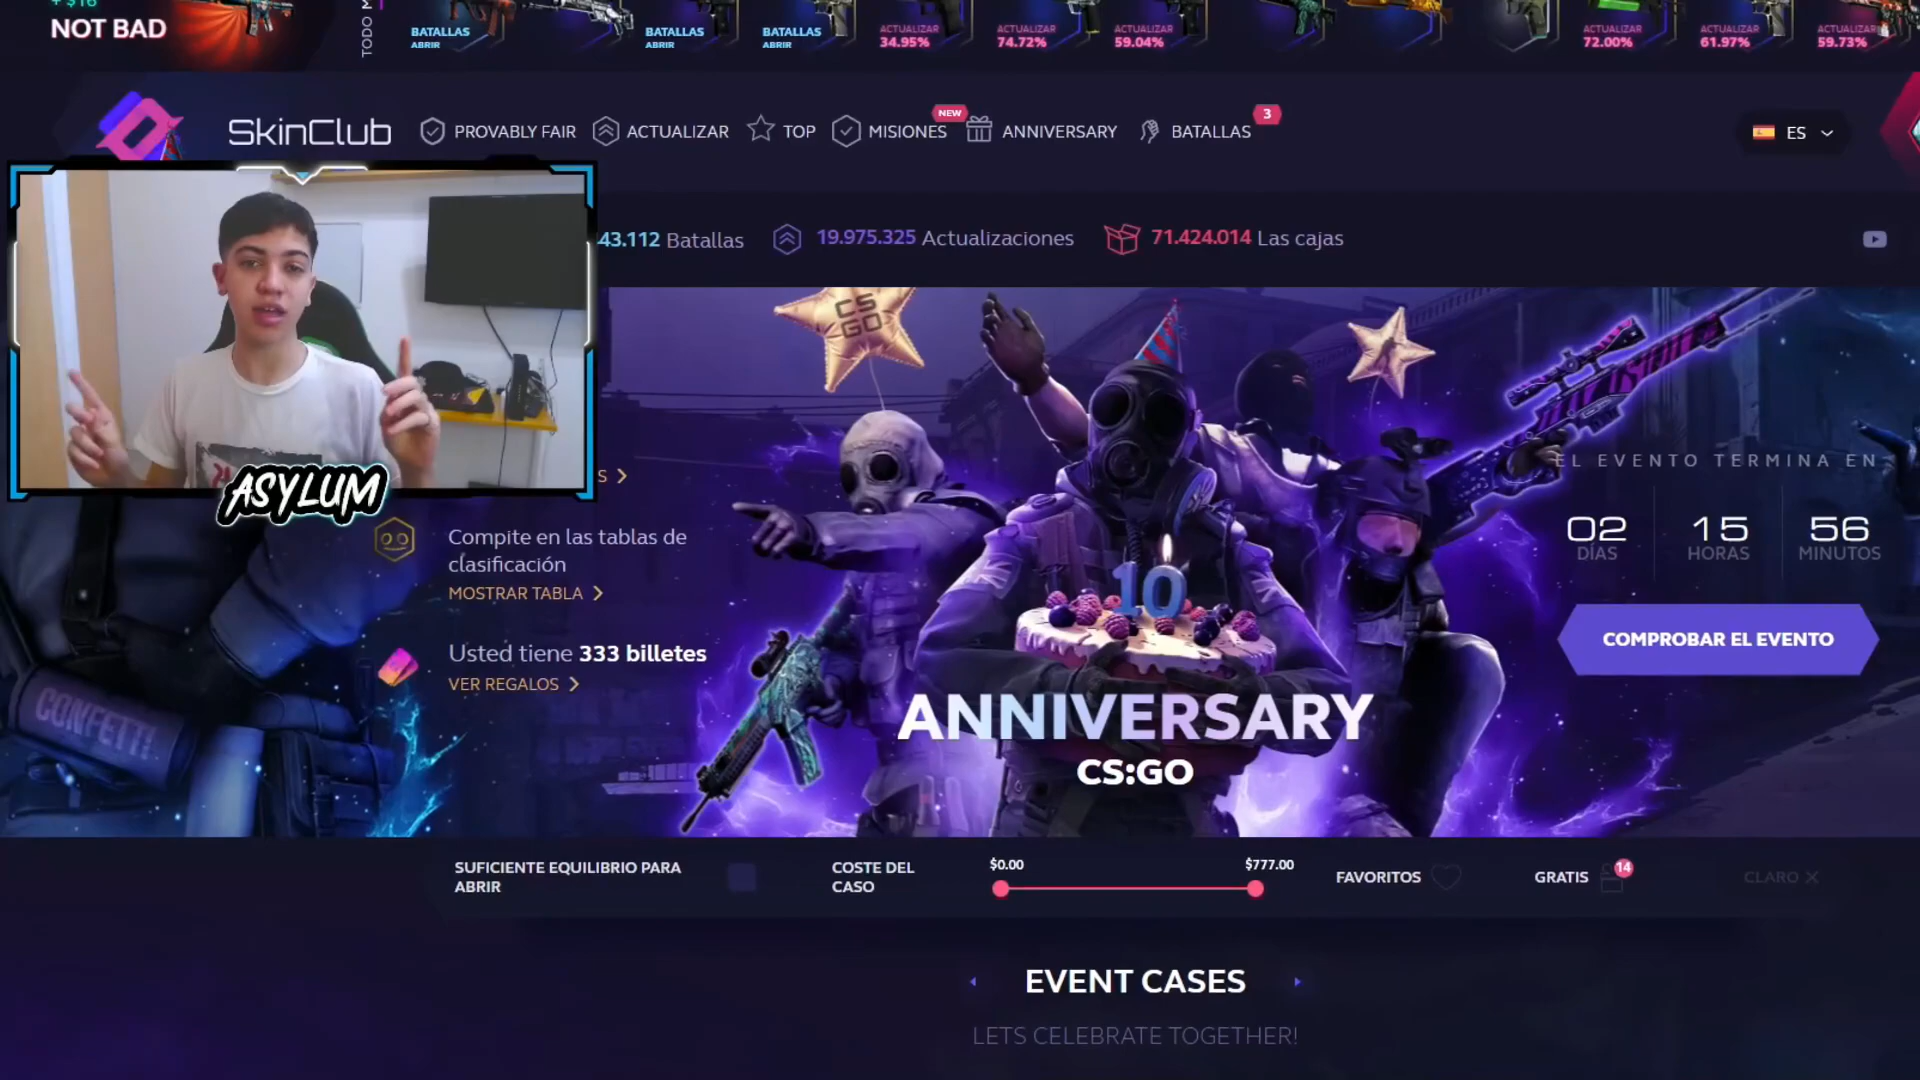 + $16
NOT BAD
TODO
BATALLAS
ABRIR
BATALLAS
ABRIR
BATALLAS
ABRIR
ACTUALIZAR
34.95%
ACTUALIZAR
74.72%
ACTUALIZAR
59.04%
ACTUALIZAR
72.00%
ACTUALIZAR
61.97%
ACTUALIZAR
59.73%
SkinClub
PROVABLY FAIR
ACTUALIZAR
TOP
MISIONES
NEW
ANNIVERSARY
BATALLAS
3
ES
43.112 Batallas
19.975.325 Actualizaciones
71.424.014 Las cajas
ASYLUM
CS
GO
S
Compite en las tablas de
clasificación
MOSTRAR TABLA
Usted tiene 333 billetes
VER REGALOS
CONFETTI
10
ANNIVERSARY
CS:GO
EL EVENTO TERMINA EN
02
DÍAS
15
HORAS
56
MINUTOS
COMPROBAR EL EVENTO
SUFICIENTE EQUILIBRIO PARA
ABRIR
COSTE DEL
CASO
$0.00
$777.00
FAVORITOS
GRATIS
14
CLARO
EVENT CASES
LETS CELEBRATE TOGETHER!